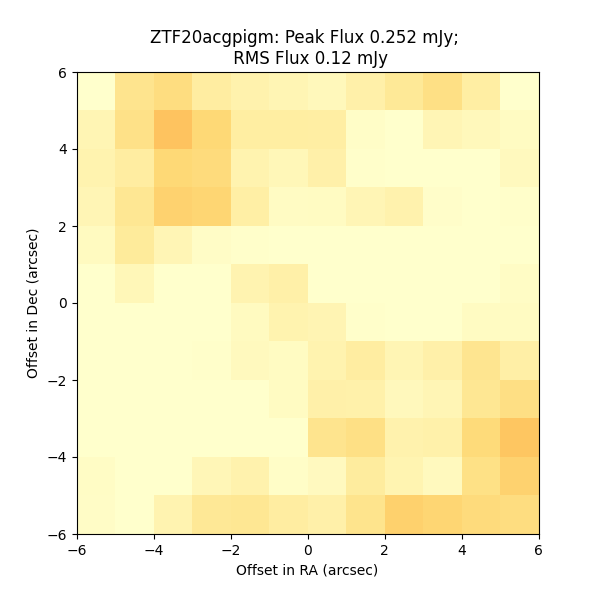 ZTF20acgpigm: Peak Flux 0.252 mJy;
RMS Flux 0.12 mJy
6
4
2
0
−2
−4
−6
Offset in Dec (arcsec)
−6 −4 −2 0 2 4 6
Offset in RA (arcsec)